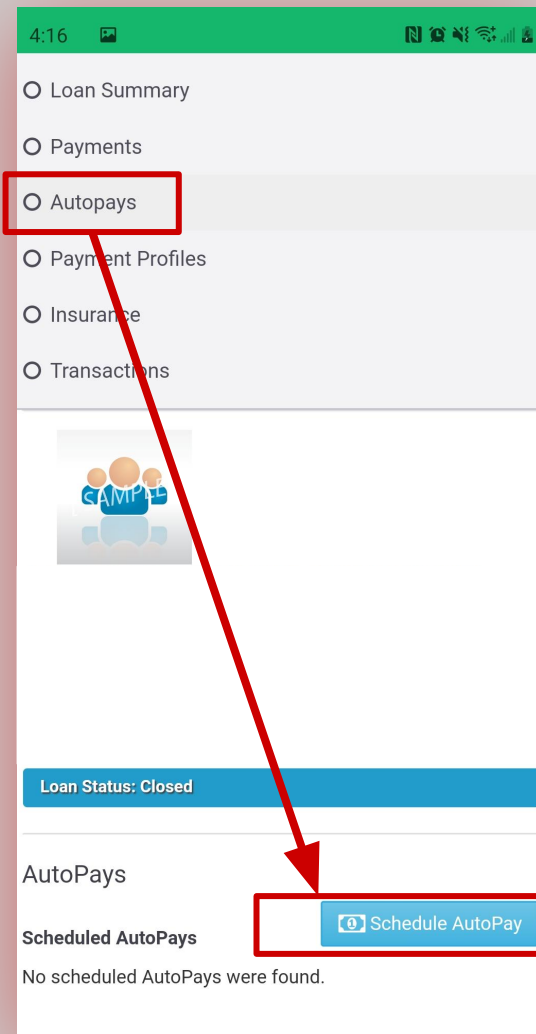 4:16
Loan Summary
Payments
Autopays
Payment Profiles
Insurance
Transactions
SAMPLE
Loan Status: Closed
AutoPays
Schedule AutoPay
Scheduled AutoPays
No scheduled AutoPays were found.